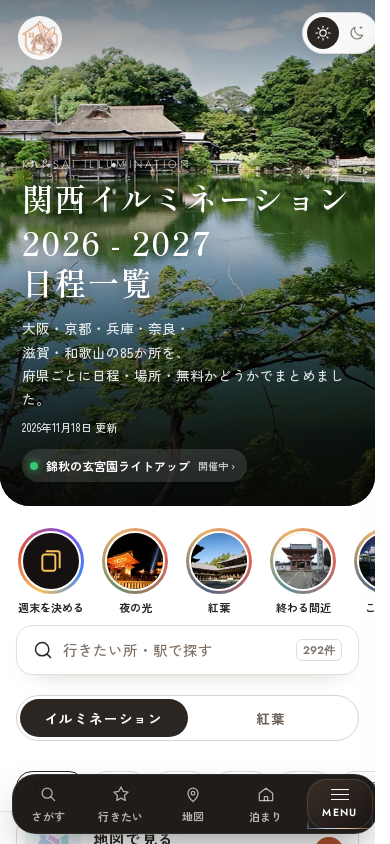 KANSAI ILLUMINATION
関西イルミネーション
2026 - 2027
日程一覧
大阪・京都・兵庫・奈良・
滋賀・和歌山の85か所を、
府県ごとに日程・場所・無料かどうかでまとめまし
た。
2026年11月18日 更新
錦秋の玄宮園ライトアップ 開催中 ›
週末を決める 夜の光 紅葉 終わる間近 こ
行きたい所・駅で探す 292件
イルミネーション 紅葉
地図で見る
さがす 行きたい 地図 泊まり MENU